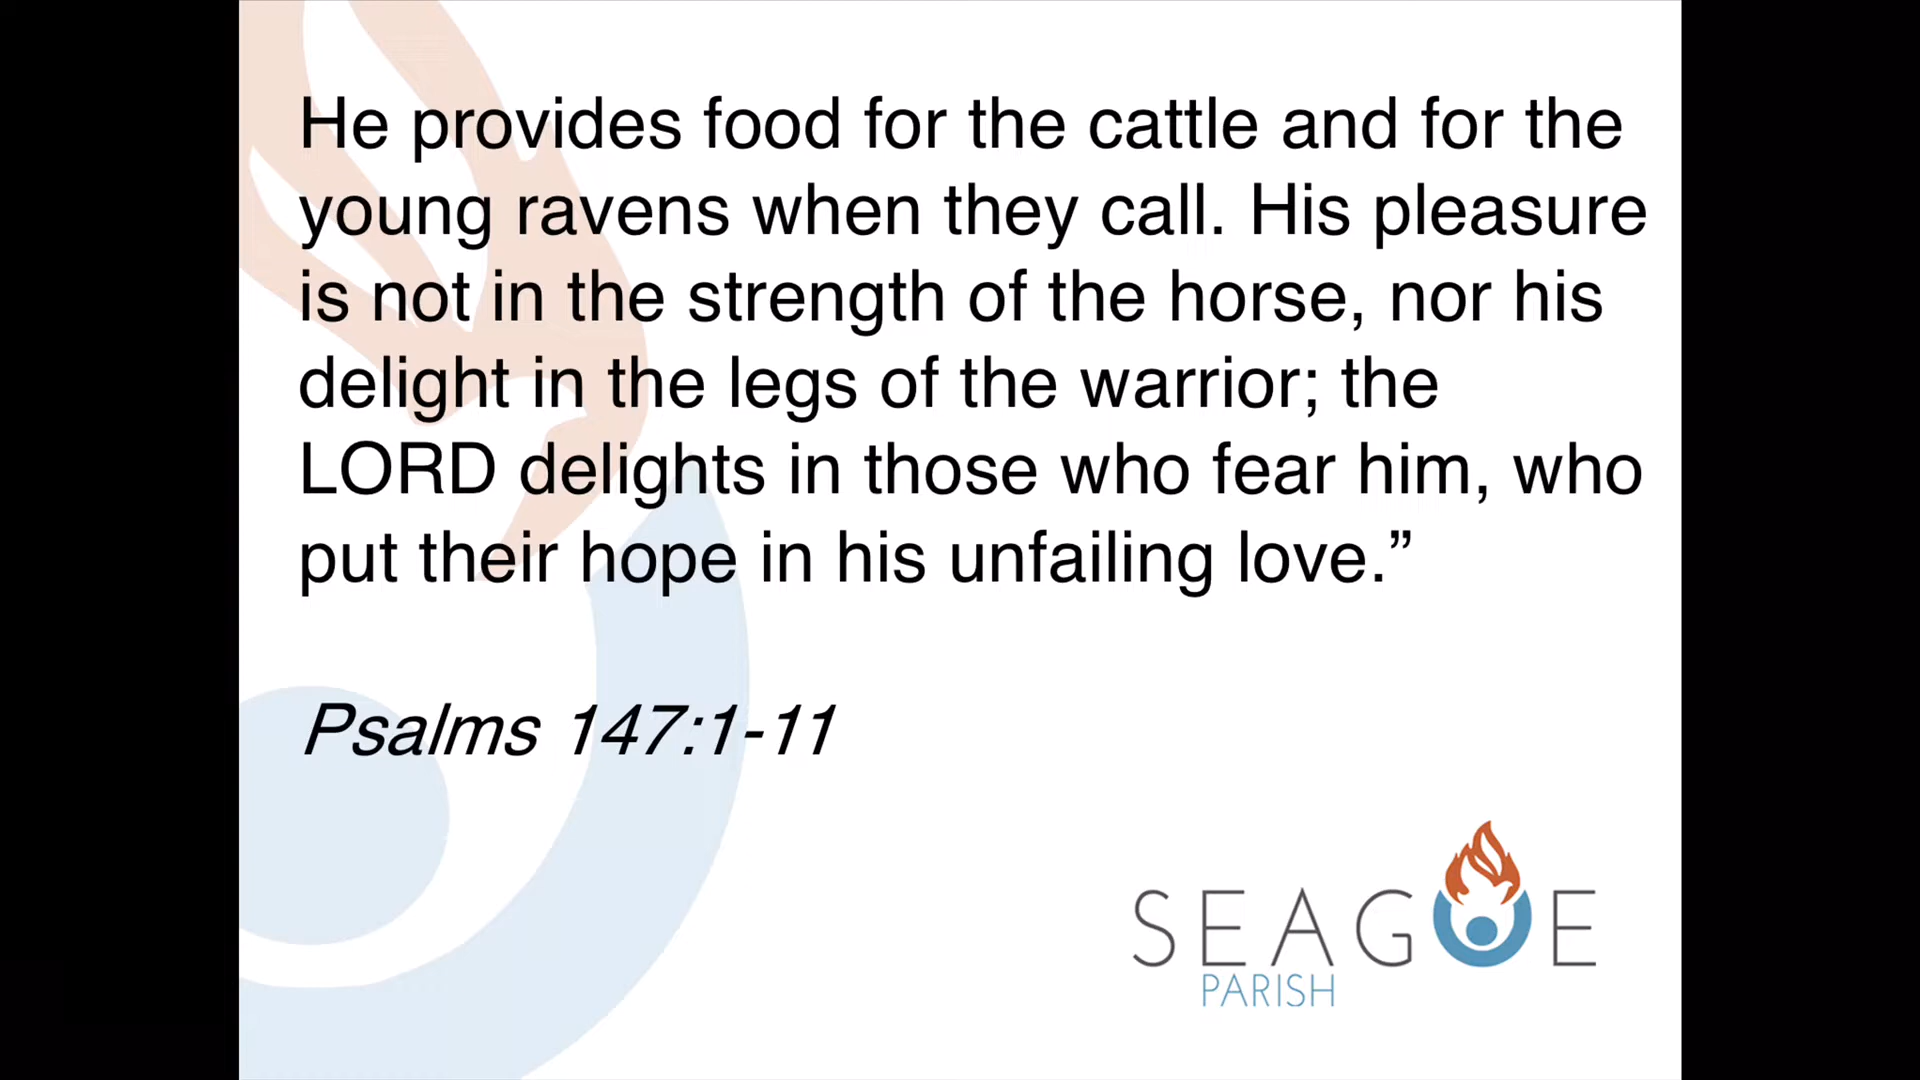 He provides food for the cattle and for the
young ravens when they call. His pleasure
is not in the strength of the horse, nor his
delight in the legs of the warrior; the
LORD delights in those who fear him, who
put their hope in his unfailing love.”
Psalms 147:1-11
SEAGOE
PARISH